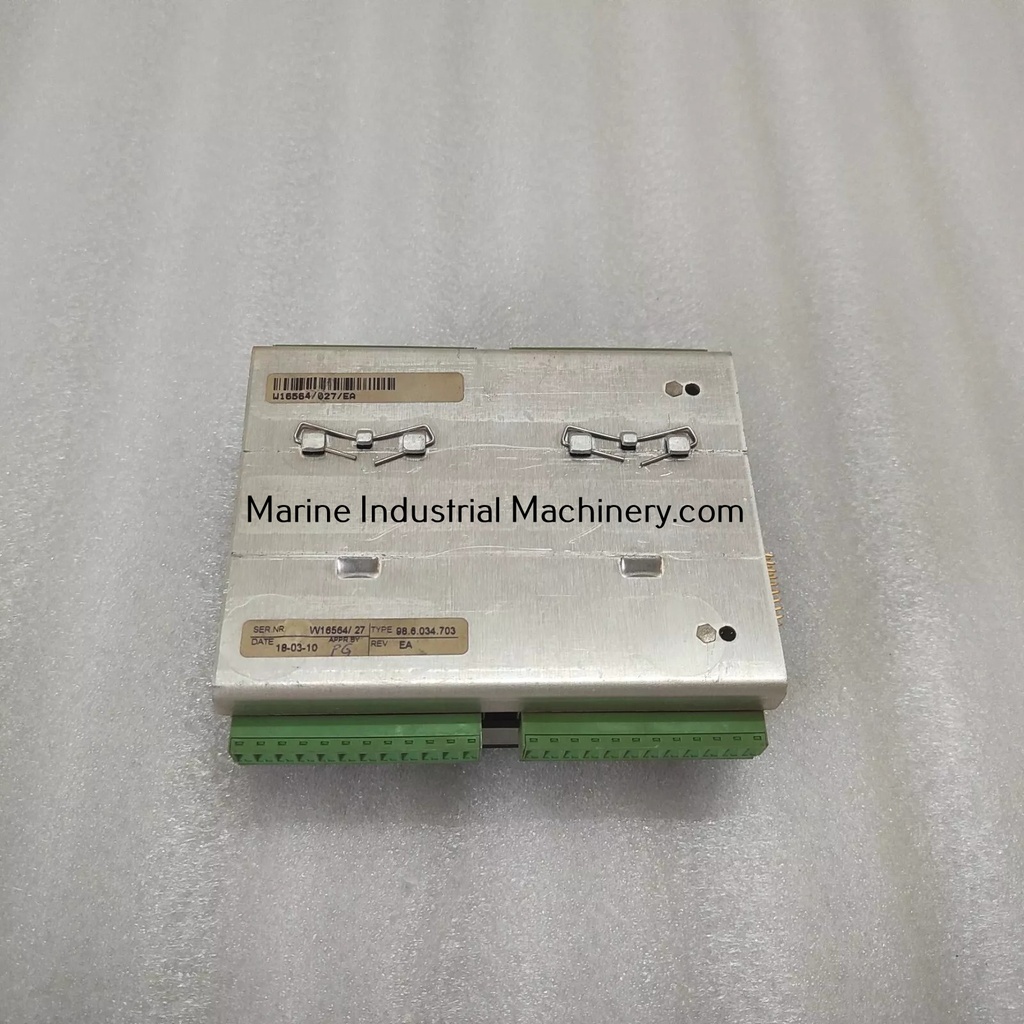 W16564/027/EA
Marine Industrial Machinery.com
SER.NR. W16564/ 27 TYPE 98.6.034.703
DATE 18-03-10 APPR.BY PG REV EA